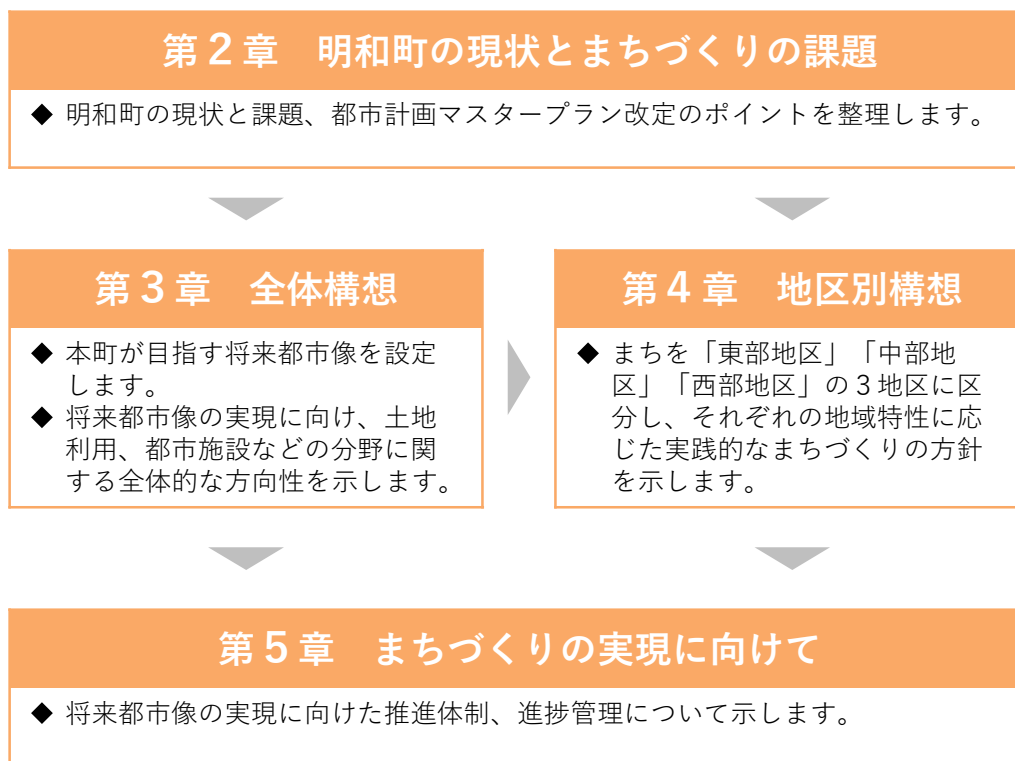 第2章　明和町の現状とまちづくりの課題
◆ 明和町の現状と課題、都市計画マスタープラン改定のポイントを整理します。
第3章　全体構想
◆ 本町が目指す将来都市像を設定
します。
◆ 将来都市像の実現に向け、土地
利用、都市施設などの分野に関
する全体的な方向性を示します。
第4章　地区別構想
◆ まちを「東部地区」「中部地
区」「西部地区」の３地区に区
分し、それぞれの地域特性に応
じた実践的なまちづくりの方針
を示します。
第5章　まちづくりの実現に向けて
◆ 将来都市像の実現に向けた推進体制、進捗管理について示します。